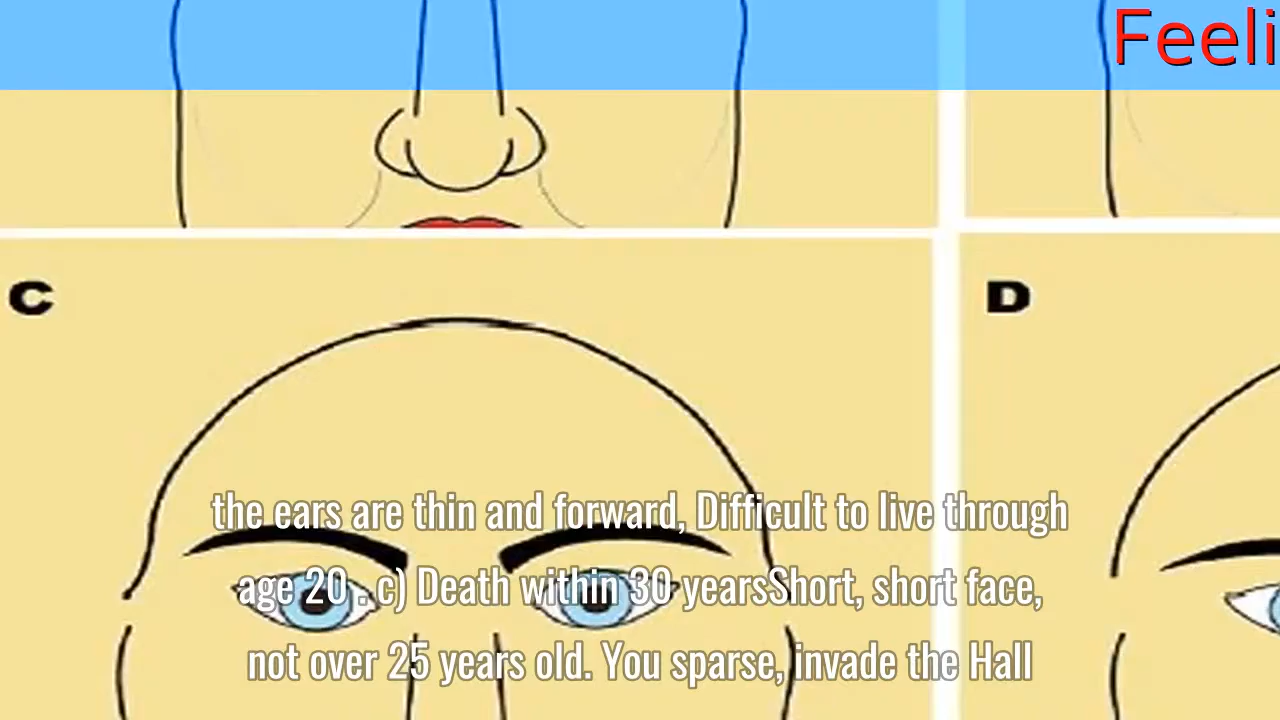 Feeli
C
D
the ears are thin and forward, Difficult to live through
age 20 . c) Death within 30 yearsShort, short face,
not over 25 years old. You sparse, invade the Hall